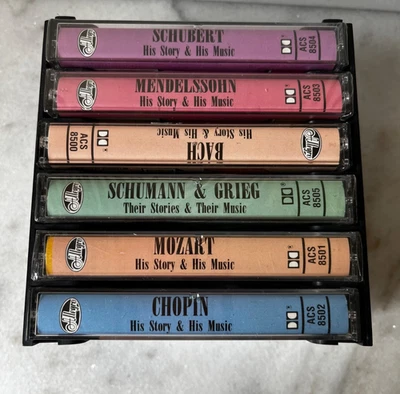 SCHUBERT
His Story & His Music
ACS
8504
MENDELSSOHN
His Story & His Music
ACS
8503
BACH
His Story & His Music
ACS
8500
SCHUMANN & GRIEG
Their Stories & Their Music
ACS
8505
MOZART
His Story & His Music
ACS
8501
CHOPIN
His Story & His Music
ACS
8502